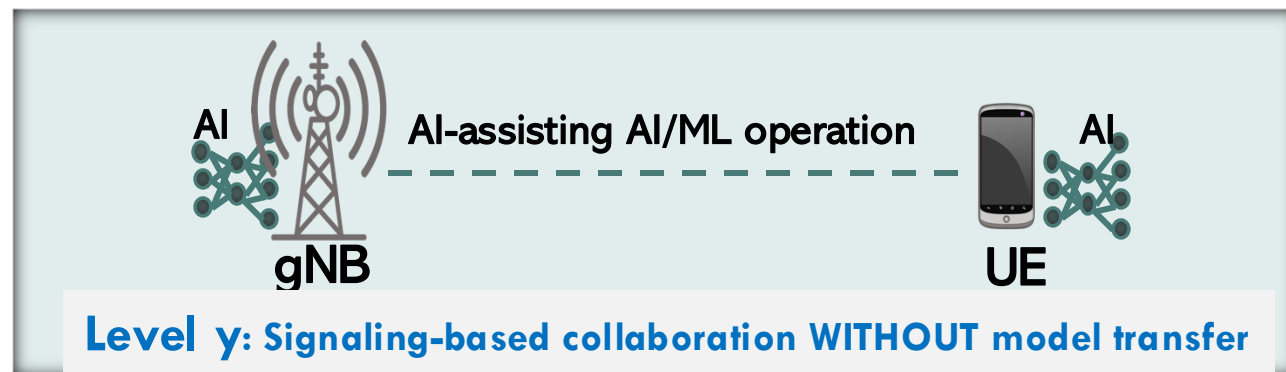 AI
AI-assisting AI/ML operation
AI
gNB
UE
Level y: Signaling-based collaboration WITHOUT model transfer